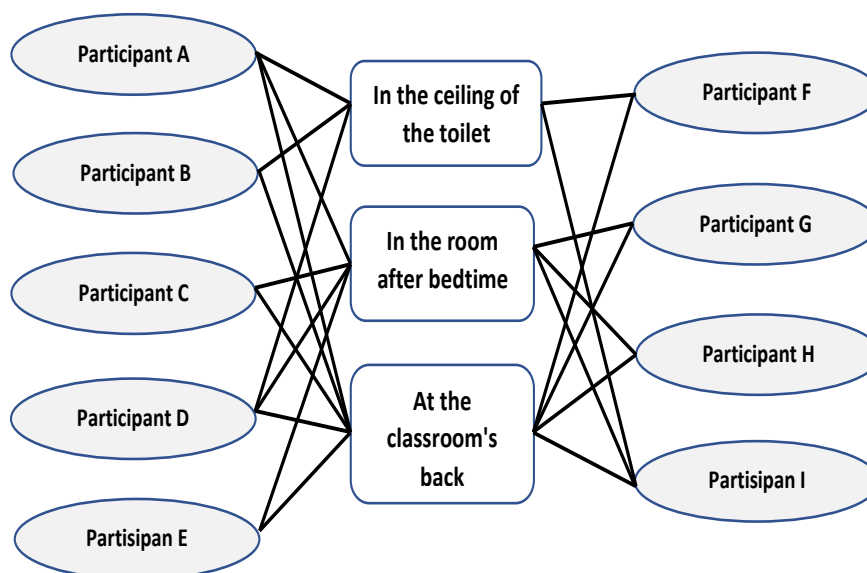 Participant A
Participant B
Participant C
Participant D
Partisipan E
In the ceiling of
the toilet
In the room
after bedtime
At the
classroom's
back
Participant F
Participant G
Participant H
Partisipan I